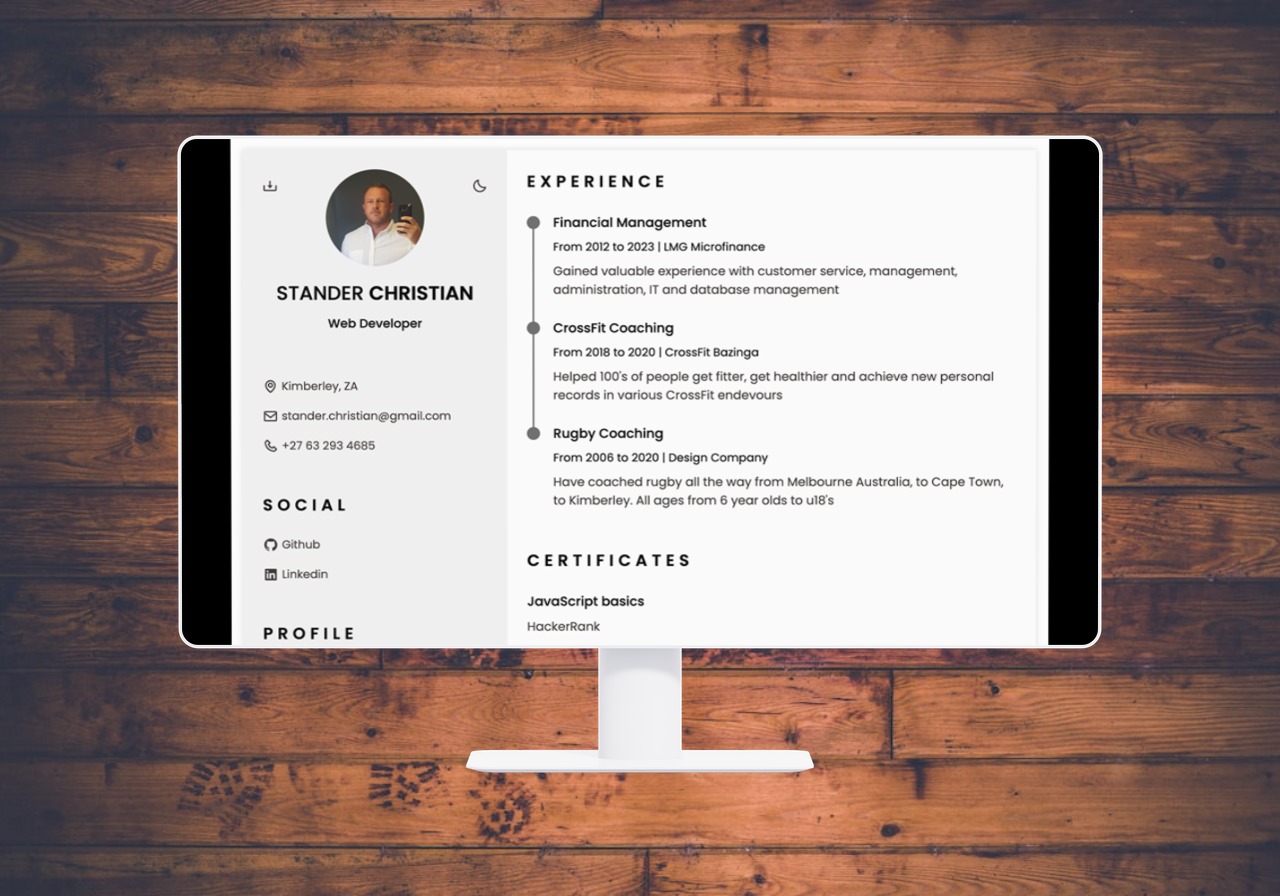 STANDER CHRISTIAN
Web Developer
Kimberley, ZA
stander.christian@gmail.com
+27 63 293 4685
SOCIAL
Github
Linkedin
PROFILE
EXPERIENCE
Financial Management
From 2012 to 2023 | LMG Microfinance
Gained valuable experience with customer service, management,
administration, IT and database management
CrossFit Coaching
From 2018 to 2020 | CrossFit Bazinga
Helped 100's of people get fitter, get healthier and achieve new personal
records in various CrossFit endevours
Rugby Coaching
From 2006 to 2020 | Design Company
Have coached rugby all the way from Melbourne Australia, to Cape Town,
to Kimberley. All ages from 6 year olds to u18's
CERTIFICATES
JavaScript basics
HackerRank